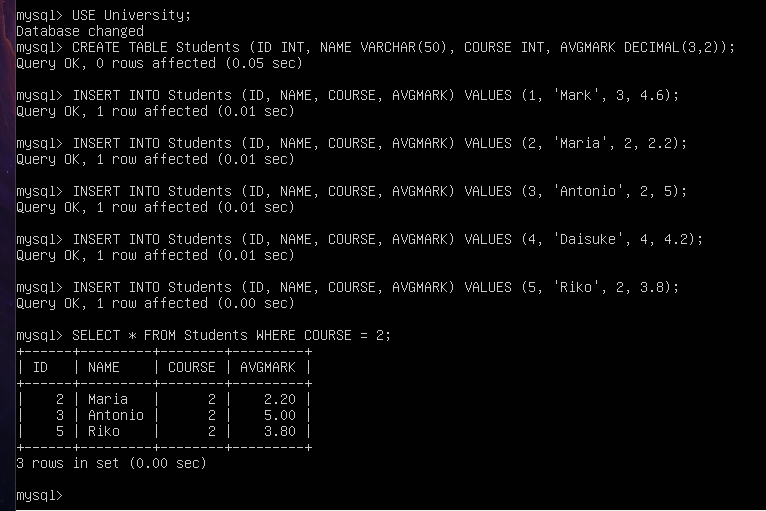 mysql> USE University;
Database changed
mysql> CREATE TABLE Students (ID INT, NAME VARCHAR(50), COURSE INT, AVGMARK DECIMAL(3,2));
Query OK, 0 rows affected (0.05 sec)

mysql> INSERT INTO Students (ID, NAME, COURSE, AVGMARK) VALUES (1, 'Mark', 3, 4.6);
Query OK, 1 row affected (0.01 sec)

mysql> INSERT INTO Students (ID, NAME, COURSE, AVGMARK) VALUES (2, 'Maria', 2, 2.2);
Query OK, 1 row affected (0.01 sec)

mysql> INSERT INTO Students (ID, NAME, COURSE, AVGMARK) VALUES (3, 'Antonio', 2, 5);
Query OK, 1 row affected (0.01 sec)

mysql> INSERT INTO Students (ID, NAME, COURSE, AVGMARK) VALUES (4, 'Daisuke', 4, 4.2);
Query OK, 1 row affected (0.01 sec)

mysql> INSERT INTO Students (ID, NAME, COURSE, AVGMARK) VALUES (5, 'Riko', 2, 3.8);
Query OK, 1 row affected (0.00 sec)

mysql> SELECT * FROM Students WHERE COURSE = 2;
+------+---------+--------+---------+
| ID   | NAME    | COURSE | AVGMARK |
+------+---------+--------+---------+
|    2 | Maria   |      2 |    2.20 |
|    3 | Antonio |      2 |    5.00 |
|    5 | Riko    |      2 |    3.80 |
+------+---------+--------+---------+
3 rows in set (0.00 sec)

mysql>